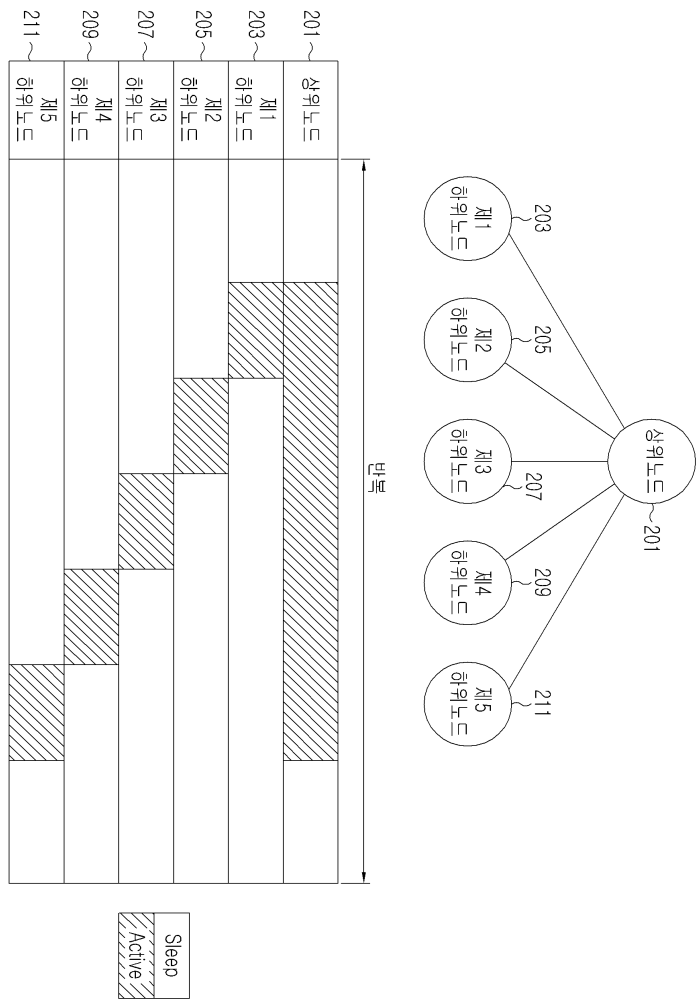 상위노드
201
제1
하위노드
203
제2
하위노드
205
제3
하위노드
207
제4
하위노드
209
제5
하위노드
211
반복
201
상위노드
203
제1
하위노드
205
제2
하위노드
207
제3
하위노드
209
제4
하위노드
211
제5
하위노드
Sleep
Active